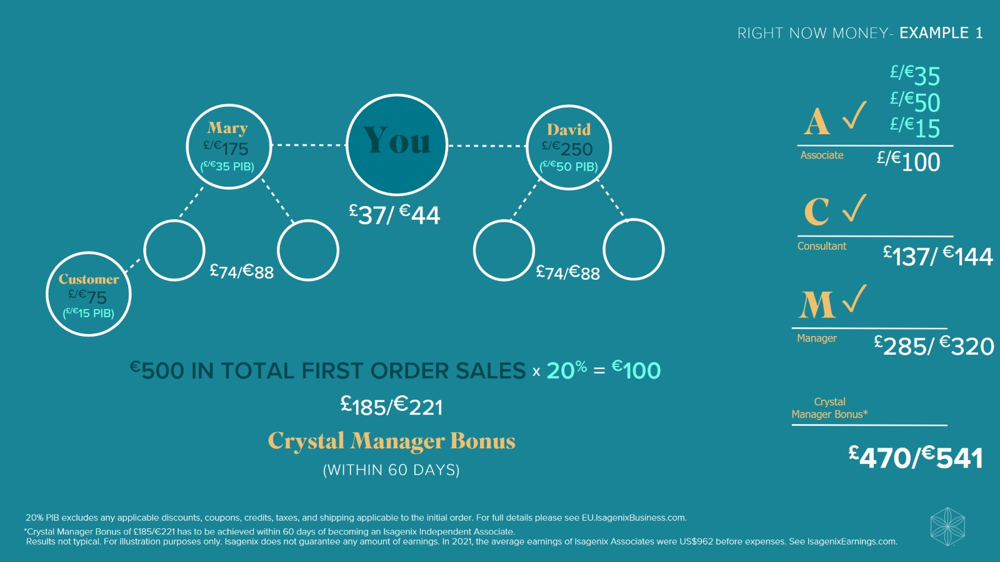 RIGHT NOW MONEY- EXAMPLE 1
Mary
£/€175
(£/€35 PIB)
You
£37/ €44
David
£/€250
(£/€50 PIB)
£74/€88
£74/€88
Customer
£/€75
(£/€15 PIB)
€500 IN TOTAL FIRST ORDER SALES x 20% = €100
£185/€221
Crystal Manager Bonus
(WITHIN 60 DAYS)
£/€35
£/€50
£/€15
A ✓
Associate
£/€100
C ✓
Consultant
£137/ €144
M ✓
Manager
£285/ €320
Crystal
Manager Bonus*
£470/€541
20% PIB excludes any applicable discounts, coupons, credits, taxes, and shipping applicable to the initial order. For full details please see EU.IsagenixBusiness.com.
*Crystal Manager Bonus of £185/€221 has to be achieved within 60 days of becoming an Isagenix Independent Associate.
Results not typical. For illustration purposes only. Isagenix does not guarantee any amount of earnings. In 2021, the average earnings of Isagenix Associates were US$962 before expenses. See IsagenixEarnings.com.